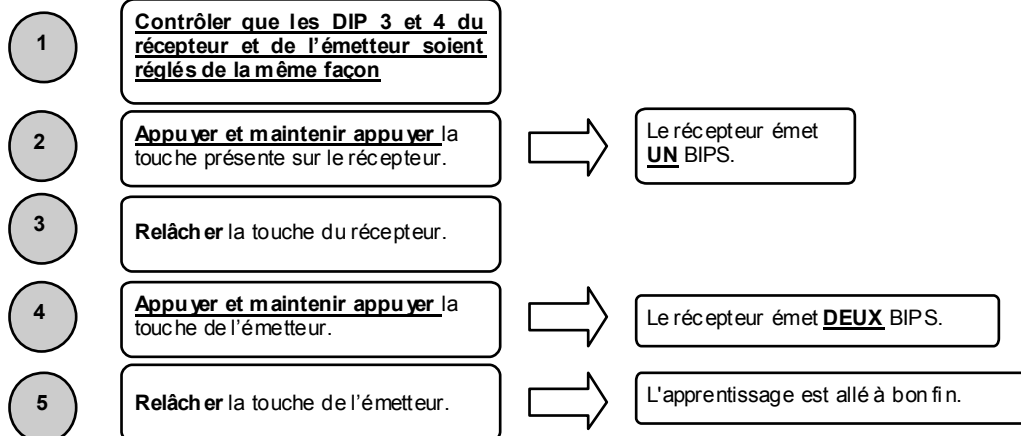 1
Contrôler que les DIP 3 et 4 du
récepteur et de l'émetteur soient
réglés de la même façon
2
Appuyer et maintenir appuyer la
touche présente sur le récepteur.
Le récepteur émet
UN BIPS.
3
Relâcher la touche du récepteur.
4
Appuyer et maintenir appuyer la
touche de l'émetteur.
Le récepteur émet DEUX BIPS.
5
Relâcher la touche de l'émetteur.
L'apprentissage est allé à bon fin.